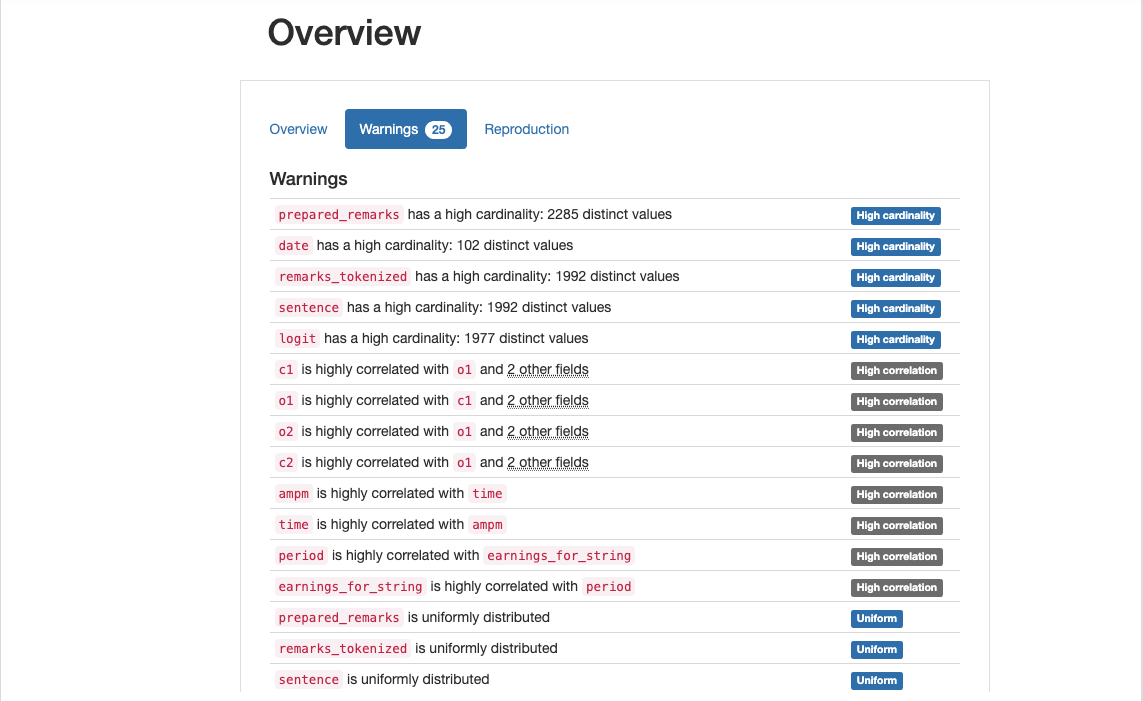 Overview
Overview Warnings 25 Reproduction
Warnings
prepared_remarks has a high cardinality: 2285 distinct values High cardinality
date has a high cardinality: 102 distinct values High cardinality
remarks_tokenized has a high cardinality: 1992 distinct values High cardinality
sentence has a high cardinality: 1992 distinct values High cardinality
logit has a high cardinality: 1977 distinct values High cardinality
c1 is highly correlated with o1 and 2 other fields High correlation
o1 is highly correlated with c1 and 2 other fields High correlation
o2 is highly correlated with o1 and 2 other fields High correlation
c2 is highly correlated with o1 and 2 other fields High correlation
ampm is highly correlated with time High correlation
time is highly correlated with ampm High correlation
period is highly correlated with earnings_for_string High correlation
earnings_for_string is highly correlated with period High correlation
prepared_remarks is uniformly distributed Uniform
remarks_tokenized is uniformly distributed Uniform
sentence is uniformly distributed Uniform